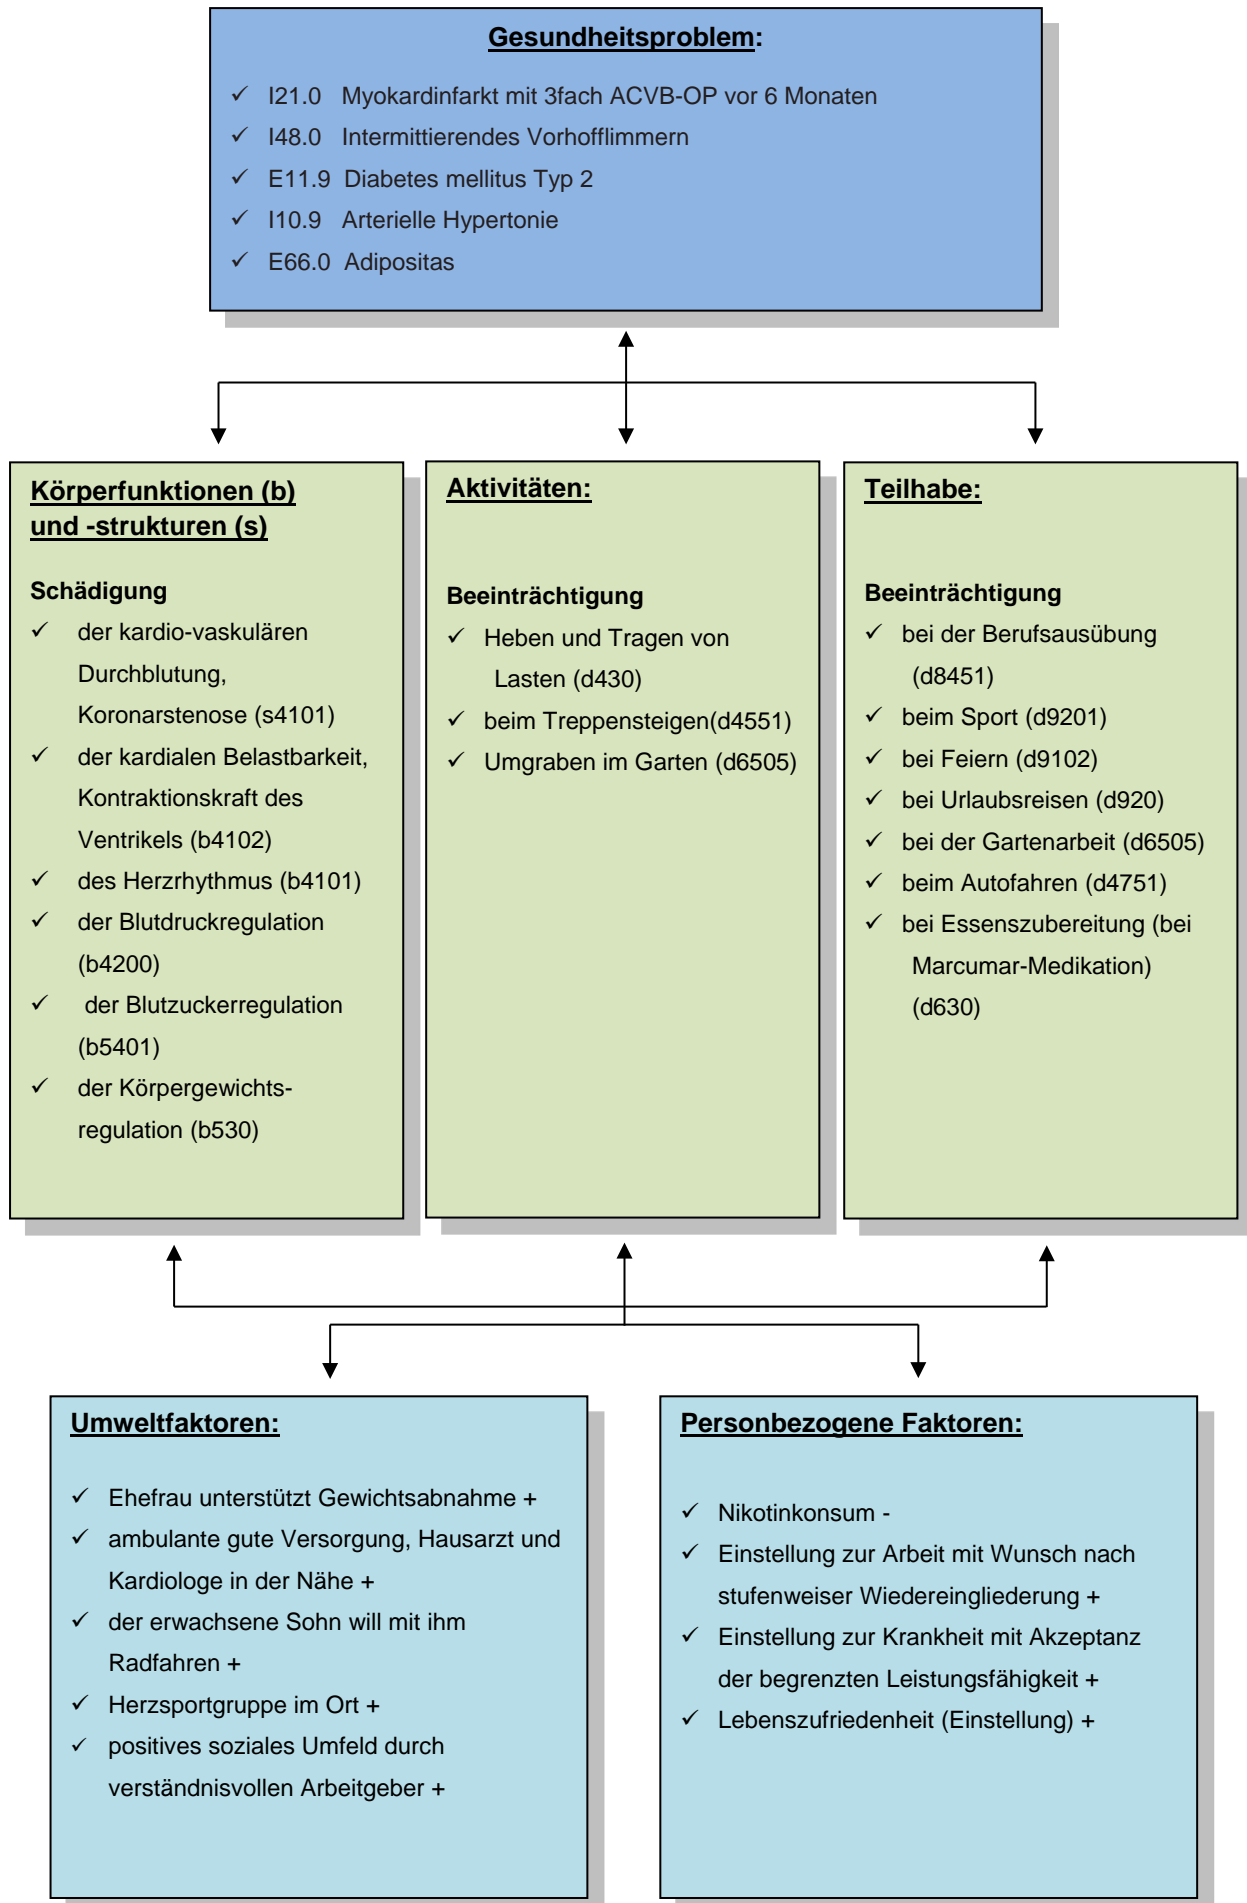 Gesundheitsproblem:
✓ I21.0 Myokardinfarkt mit 3fach ACVB-OP vor 6 Monaten
✓ I48.0 Intermittierendes Vorhofflimmern
✓ E11.9 Diabetes mellitus Typ 2
✓ I10.9 Arterielle Hypertonie
✓ E66.0 Adipositas
Körperfunktionen (b)
und -strukturen (s)
Schädigung
✓ der kardio-vaskulären
Durchblutung,
Koronarstenose (s4101)
✓ der kardialen Belastbarkeit,
Kontraktionskraft des
Ventrikels (b4102)
✓ des Herzrhythmus (b4101)
✓ der Blutdruckregulation
(b4200)
✓ der Blutzuckerregulation
(b5401)
✓ der Körpergewichts-
regulation (b530)
Aktivitäten:
Beeinträchtigung
✓ Heben und Tragen von
Lasten (d430)
✓ beim Treppensteigen(d4551)
✓ Umgraben im Garten (d6505)
Teilhabe:
Beeinträchtigung
✓ bei der Berufsausübung
(d8451)
✓ beim Sport (d9201)
✓ bei Feiern (d9102)
✓ bei Urlaubsreisen (d920)
✓ bei der Gartenarbeit (d6505)
✓ beim Autofahren (d4751)
✓ bei Essenszubereitung (bei
Marcumar-Medikation)
(d630)
Umweltfaktoren:
✓ Ehefrau unterstützt Gewichtsabnahme +
✓ ambulante gute Versorgung, Hausarzt und
Kardiologe in der Nähe +
✓ der erwachsene Sohn will mit ihm
Radfahren +
✓ Herzsportgruppe im Ort +
✓ positives soziales Umfeld durch
verständnisvollen Arbeitgeber +
Personbezogene Faktoren:
✓ Nikotinkonsum -
✓ Einstellung zur Arbeit mit Wunsch nach
stufenweiser Wiedereingliederung +
✓ Einstellung zur Krankheit mit Akzeptanz
der begrenzten Leistungsfähigkeit +
✓ Lebenszufriedenheit (Einstellung) +